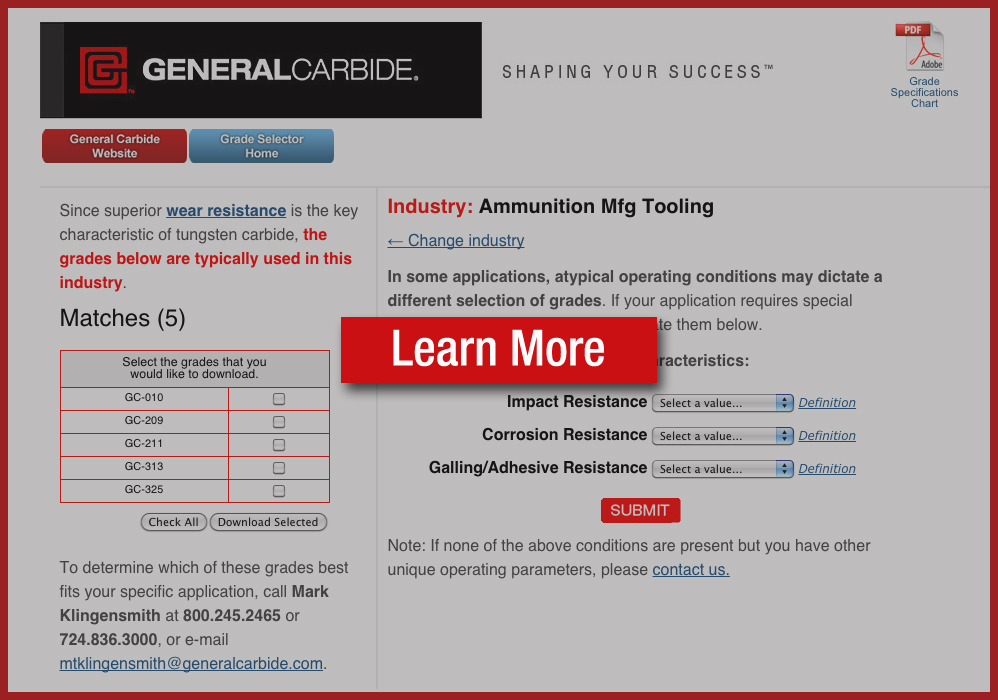 GENERALCARBIDE.
™
SHAPING YOUR SUCCESS™
PDF
Adobe
Grade
Specifications
Chart
General Carbide
Website
Grade Selector
Home
Since superior wear resistance is the key
characteristic of tungsten carbide, the
grades below are typically used in this
industry.
Matches (5)
Select the grades that you
would like to download.
GC-010
GC-209
GC-211
GC-313
GC-325
Check All Download Selected
To determine which of these grades best
fits your specific application, call Mark
Klingensmith at 800.245.2465 or
724.836.3000, or e-mail
mtklingensmith@generalcarbide.com.
Industry: Ammunition Mfg Tooling
← Change industry
In some applications, atypical operating conditions may dictate a
different selection of grades. If your application requires special
them below.
Learn More
Impact Resistance Select a value... Definition
Corrosion Resistance Select a value... Definition
Galling/Adhesive Resistance Select a value... Definition
SUBMIT
Note: If none of the above conditions are present but you have other
unique operating parameters, please contact us.